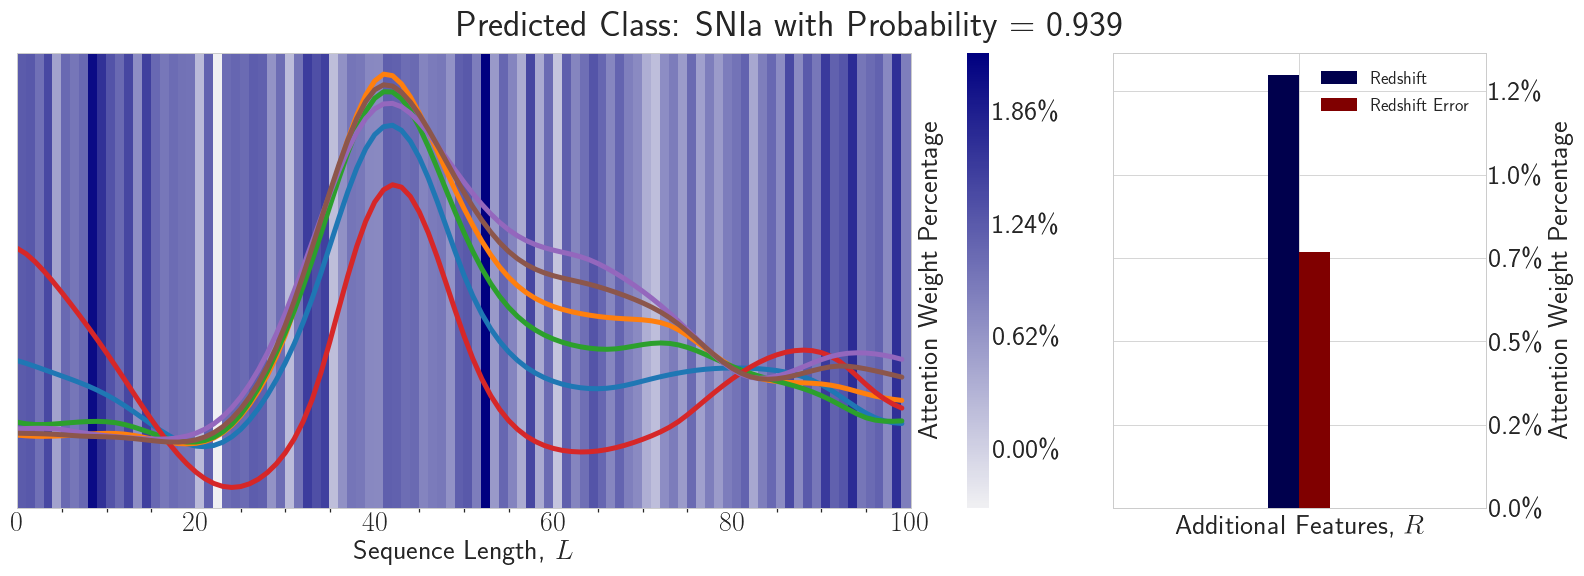 Predicted Class: SNIa with Probability = 0.939
0 20 40 60 80 100
Sequence Length, L
1.86%
1.24%
0.62%
0.00%
Attention Weight Percentage
Redshift
Redshift Error
1.2%
1.0%
0.7%
0.5%
0.2%
0.0%
Attention Weight Percentage
Additional Features, R